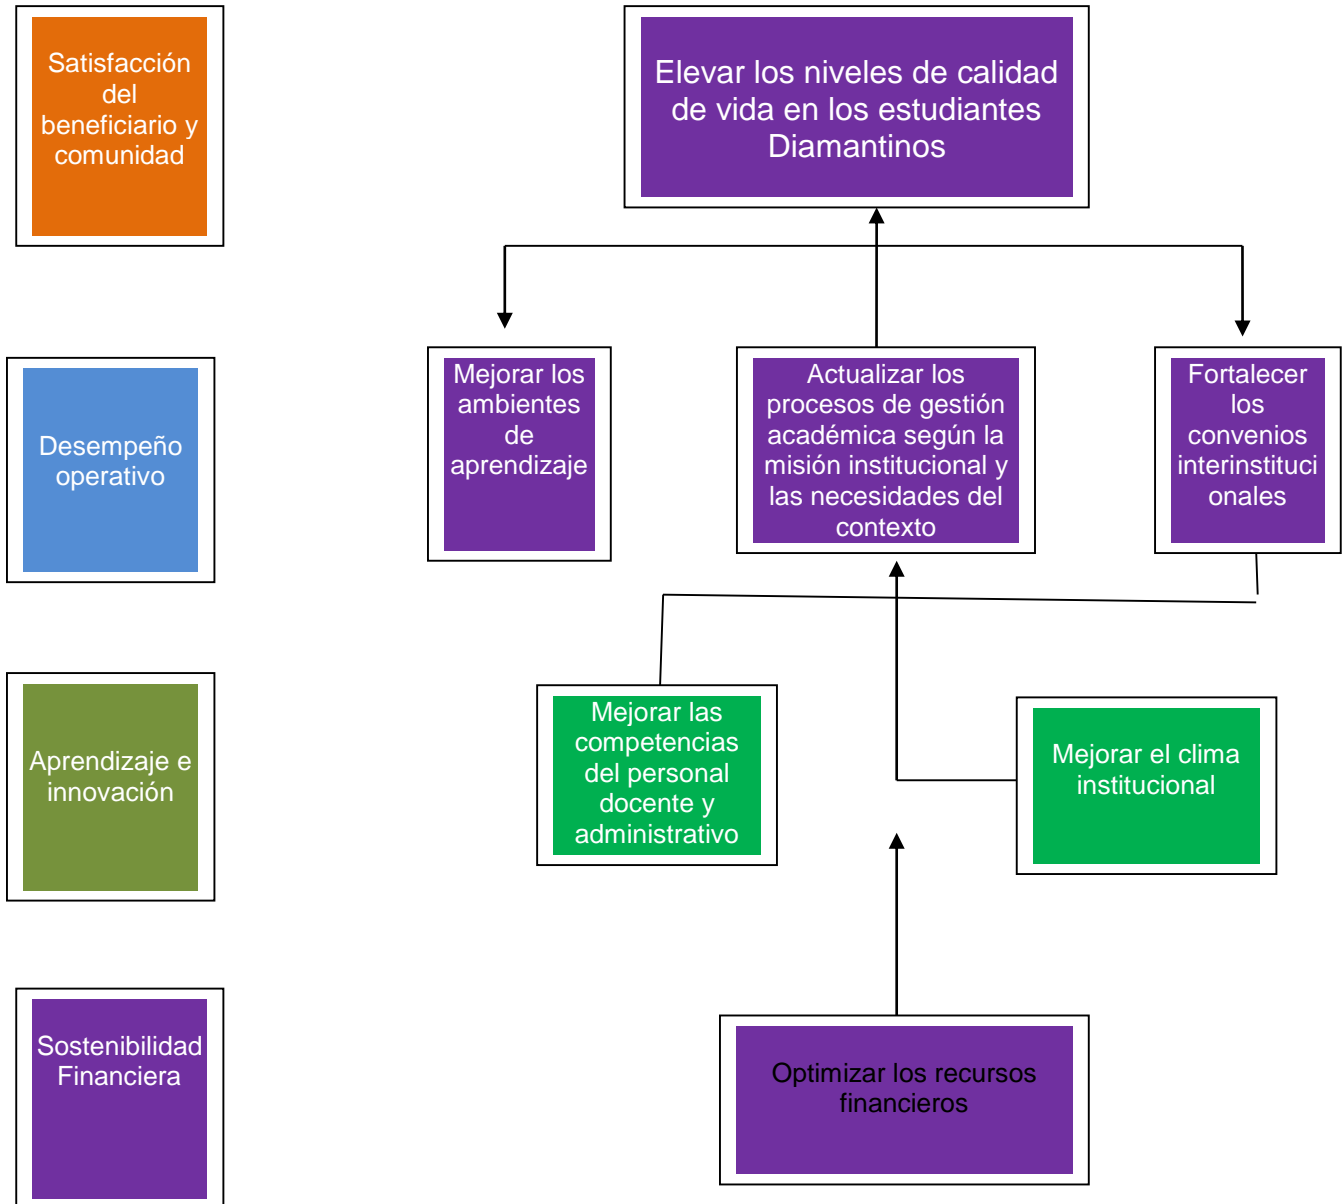 Satisfacción
del
beneficiario y
comunidad
Elevar los niveles de calidad
de vida en los estudiantes
Diamantinos
Desempeño
operativo
Mejorar los
ambientes
de
aprendizaje
Actualizar los
procesos de gestión
académica según la
misión institucional y
las necesidades del
contexto
Fortalecer
los
convenios
interinstituci
onales
Aprendizaje e
innovación
Mejorar las
competencias
del personal
docente y
administrativo
Mejorar el clima
institucional
Sostenibilidad
Financiera
Optimizar los recursos
financieros